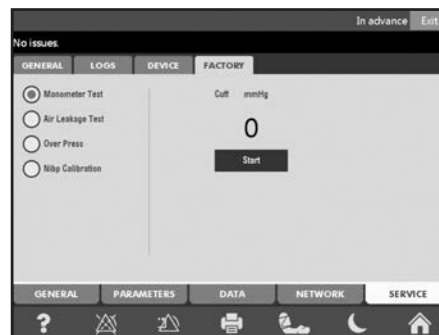 In advance Exit
No issues.
GENERAL LOGS DEVICE FACTORY
Manometer Test
Air Leakage Test
Over Press
Nibp Calibration
Cuff mmHg
0
Start
GENERAL PARAMETERS DATA NETWORK SERVICE
?